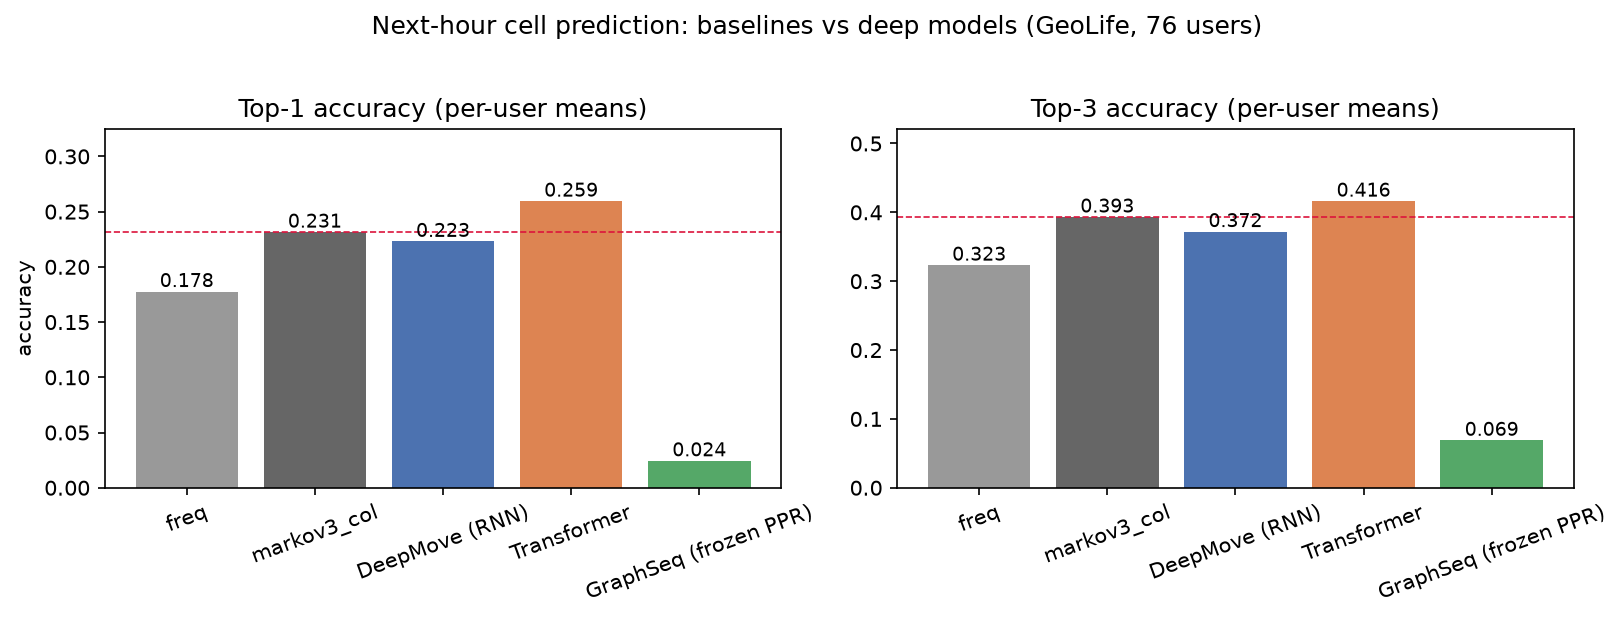 Next-hour cell prediction: baselines vs deep models (GeoLife, 76 users)
Top-1 accuracy (per-user means)
accuracy
0.30
0.25
0.20
0.15
0.10
0.05
0.00
0.178
0.231
0.223
0.259
0.024
freq
markov3_col
DeepMove (RNN)
Transformer
GraphSeq (frozen PPR)
Top-3 accuracy (per-user means)
0.5
0.4
0.3
0.2
0.1
0.0
0.323
0.393
0.372
0.416
0.069
freq
markov3_col
DeepMove (RNN)
Transformer
GraphSeq (frozen PPR)